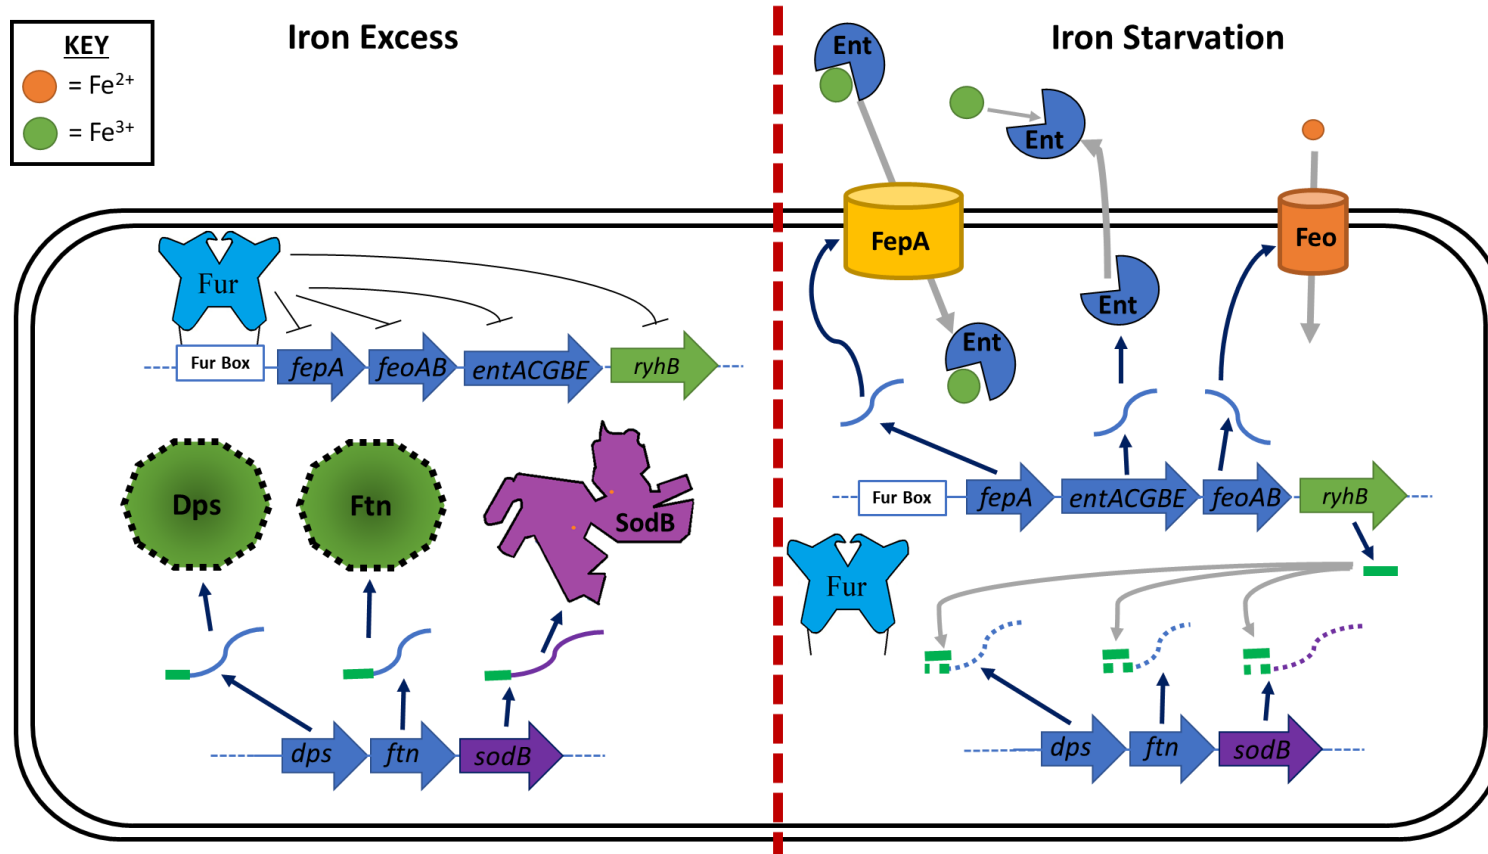 Iron Excess
Iron Starvation
KEY
= Fe2+
= Fe3+
Ent
Ent
FepA
Feo
Fur
Ent
Ent
Fur Box
fepA
feoAB
entACGBE
ryhB
Dps
Ftn
SodB
Fur Box
fepA
entACGBE
feoAB
ryhB
Fur
dps
ftn
sodB
dps
ftn
sodB